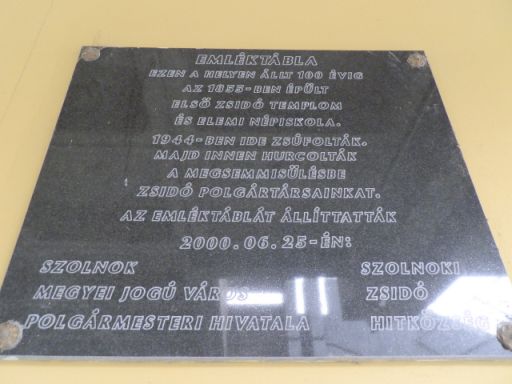 EMLÉKTÁBLA
EZEN A HELYEN ÁLLT 100 ÉVIG
AZ 1855-BEN ÉPÜLT
ELSŐ ZSIDÓ TEMPLOM
ÉS ELEMI NÉPISKOLA.
1944-BEN IDE ZSÚFOLTÁK.
MAJD INNEN HURCOLTÁK
A MEGSEMMISÜLÉSBE
ZSIDÓ POLGÁRTÁRSAINKAT.
AZ EMLÉKTÁBLÁT ÁLLÍTTATTÁK
2000.06.25-ÉN:
SZOLNOK SZOLNOKI
MEGYEI JOGÚ VÁROS ZSIDÓ
POLGÁRMESTERI HIVATALA HITKÖZSÉG